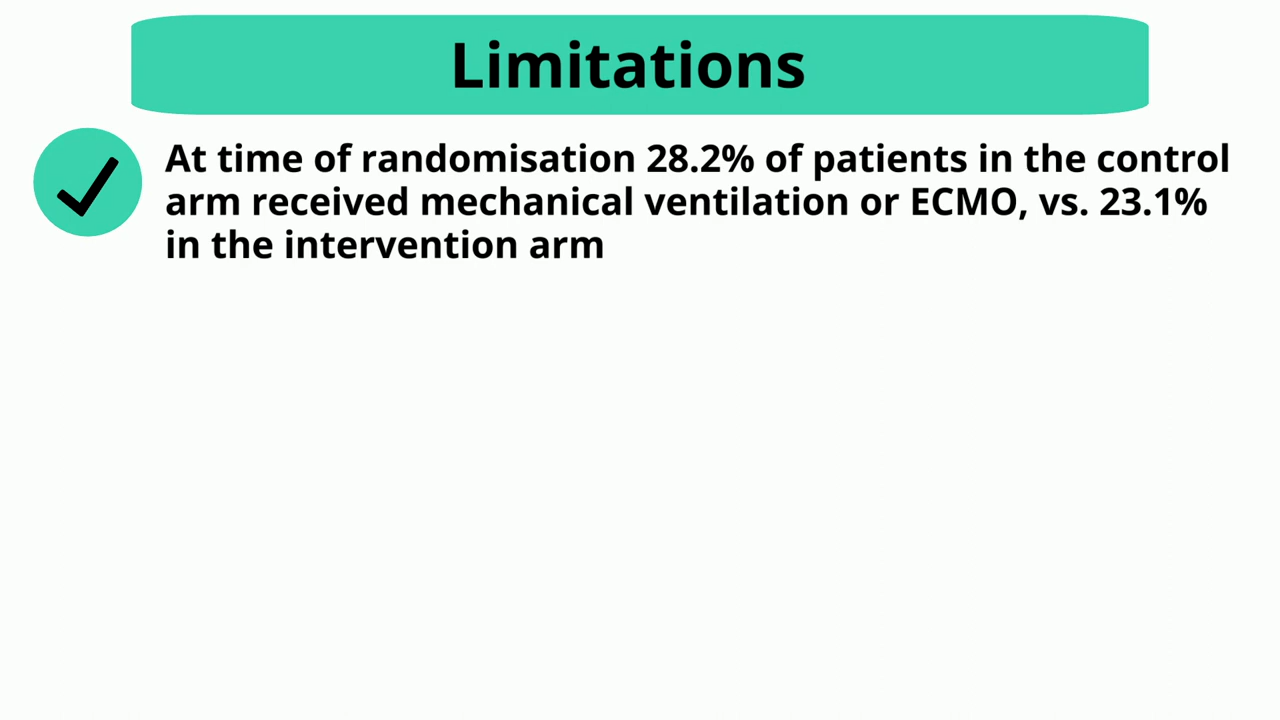 Limitations
At time of randomisation 28.2% of patients in the control
arm received mechanical ventilation or ECMO, vs. 23.1%
in the intervention arm